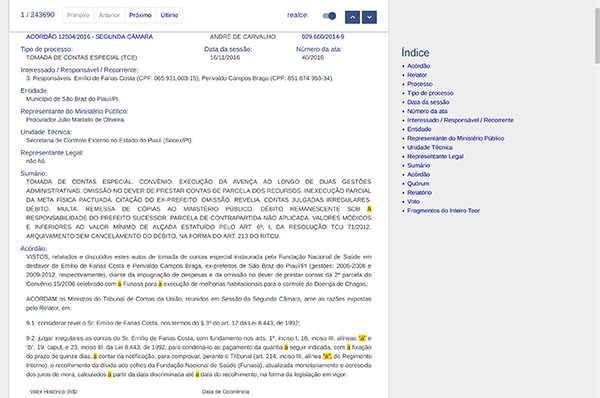 1 / 243690 Primeiro Anterior Próximo Último realce:
ACÓRDÃO 12504/2016 - SEGUNDA CÂMARA ANDRÉ DE CARVALHO 029.660/2014-9
Tipo de processo: Data da sessão: Número da ata:
TOMADA DE CONTAS ESPECIAL (TCE) 16/11/2016 40/2016
Interessado / Responsável / Recorrente:
3. Responsáveis: Emílio de Farias Costa (CPF: 065.931.003-15); Perivaldo Campos Braga (CPF: 851.674.953-34).
Entidade:
Município de São Braz do Piauí/PI.
Representante do Ministério Público:
Procurador Júlio Marcelo de Oliveira.
Unidade Técnica:
Secretaria de Controle Externo no Estado do Piauí (Secex/PI).
Representante Legal:
não há.
Sumário:
TOMADA DE CONTAS ESPECIAL. CONVÊNIO. EXECUÇÃO DA AVENÇA AO LONGO DE DUAS GESTÕES
ADMINISTRATIVAS. OMISSÃO NO DEVER DE PRESTAR CONTAS DE PARCELA DOS RECURSOS. INEXECUÇÃO PARCIAL
DA META FÍSICA PACTUADA. CITAÇÃO DO EX-PREFEITO. OMISSÃO. REVELIA. CONTAS JULGADAS IRREGULARES.
DÉBITO. MULTA. REMESSA DE CÓPIAS AO MINISTÉRIO PÚBLICO. DÉBITO REMANESCENTE SOB A
RESPONSABILIDADE DO PREFEITO SUCESSOR. PARCELA DE CONTRAPARTIDA NÃO APLICADA. VALORES MÓDICOS
E INFERIORES AO VALOR MÍNIMO DE ALÇADA ESTATUÍDO PELO ART. 6º, I, DA RESOLUÇÃO TCU 71/2012.
ARQUIVAMENTO SEM CANCELAMENTO DO DÉBITO, NA FORMA DO ART. 213 DO RITCU.
Acórdão:
VISTOS, relatados e discutidos estes autos de tomada de contas especial instaurada pela Fundação Nacional de Saúde em
desfavor de Emílio de Farias Costa e Perivaldo Campos Braga, ex-prefeitos de São Braz do Piauí/PI (gestões: 2005-2008 e
2009-2012, respectivamente), diante da impugnação de despesas e da omissão no dever de prestar contas da 2ª parcela do
Convênio 15/2006 celebrado com a Funasa para a execução de melhorias habitacionais para o controle da Doença de Chagas;
ACORDAM os Ministros do Tribunal de Contas da União, reunidos em Sessão da Segunda Câmara, ante as razões expostas
pelo Relator, em:
9.1. considerar revel o Sr. Emílio de Farias Costa, nos termos do § 3º do art. 12 da Lei 8.443, de 1992;
9.2. julgar irregulares as contas do Sr. Emílio de Farias Costa, com fundamento nos arts. 1º, inciso I, 16, inciso III, alíneas "a" e
"b", 19, caput, e 23, inciso III, da Lei 8.443, de 1992, para condená-lo ao pagamento da quantia a seguir indicada, com a fixação
do prazo de quinze dias, a contar da notificação, para comprovar, perante o Tribunal (art. 214, inciso III, alínea "a", do Regimento
Interno), o recolhimento da dívida aos cofres da Fundação Nacional de Saúde (Funasa), atualizada monetariamente e acrescida
dos juros de mora, calculados a partir da data discriminada até a data do recolhimento, na forma da legislação em vigor:
Valor Histórico (R$) Data de Ocorrência
Índice
Acórdão
Relator
Processo
Tipo de processo
Data da sessão
Número da ata
Interessado / Responsável / Recorrente
Entidade
Representante do Ministério Público
Unidade Técnica
Representante Legal
Sumário
Acórdão
Quórum
Relatório
Voto
Fragmentos do Inteiro Teor